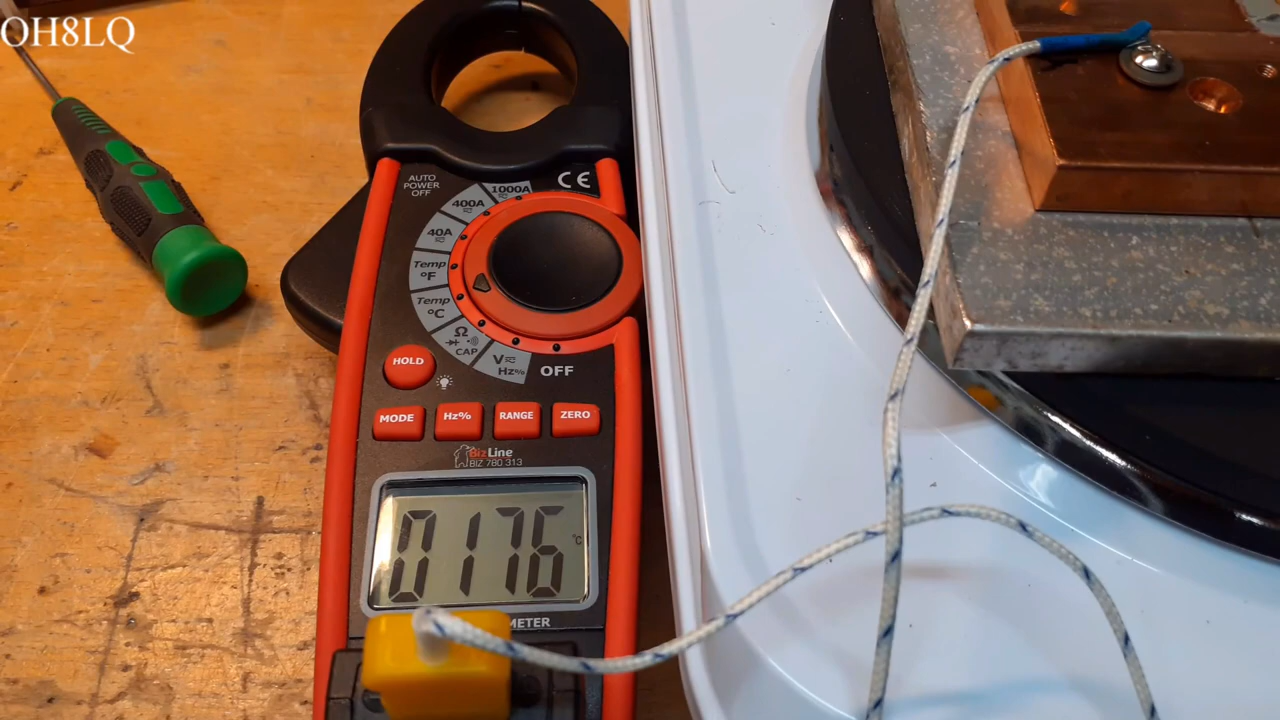 OH8LQ
AUTO
POWER
OFF
CE
1000A
400A
40A
Temp
°F
Temp
°C
Ω
CAP
V
Hz%
OFF
HOLD
MODE
Hz%
RANGE
ZERO
BizLine
BIZ 780 313
0176 °C
METER